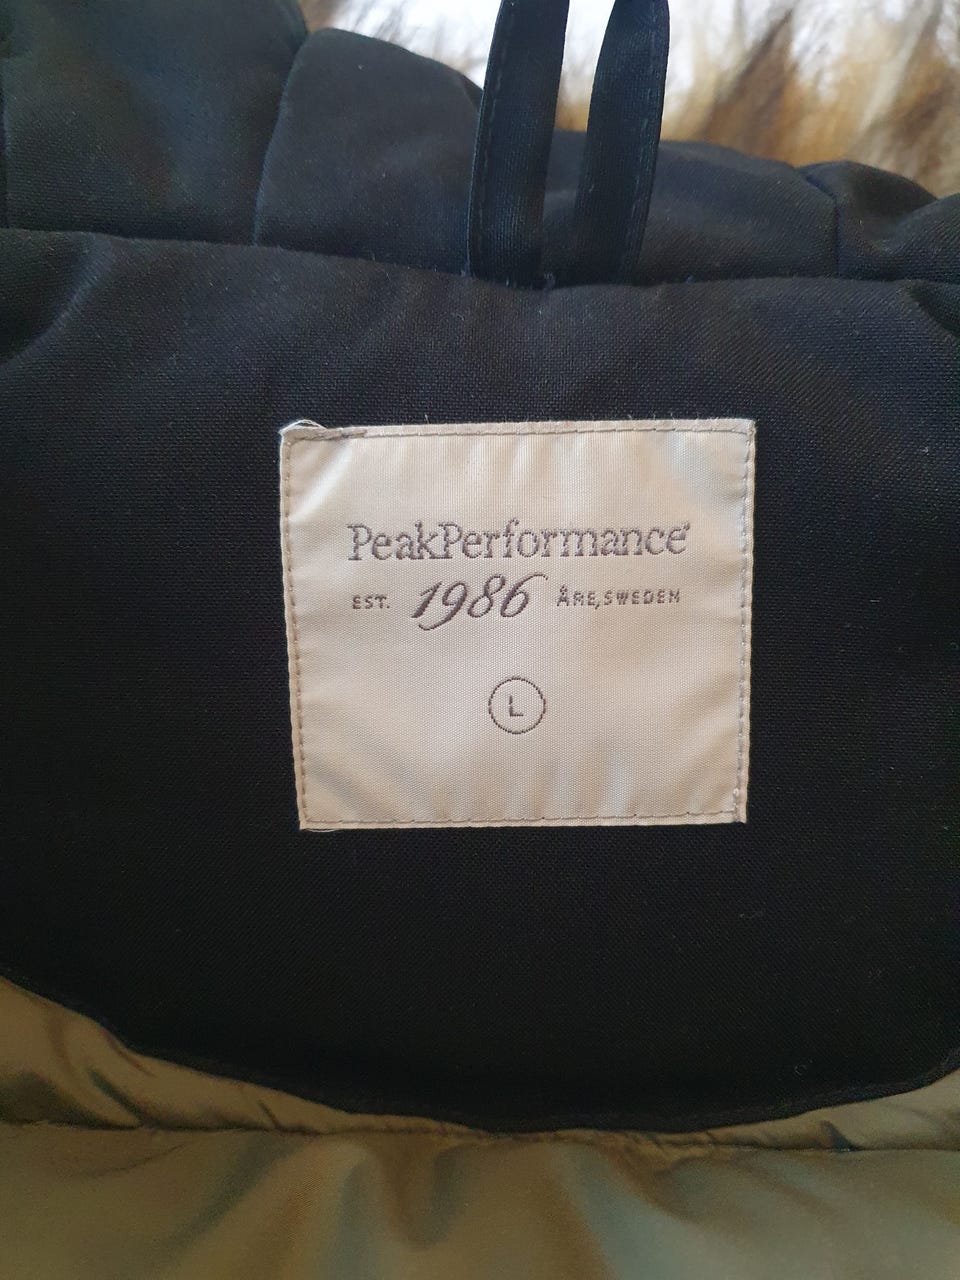 PeakPerformance
EST. 1986 ÅRE, SWEDEN
L